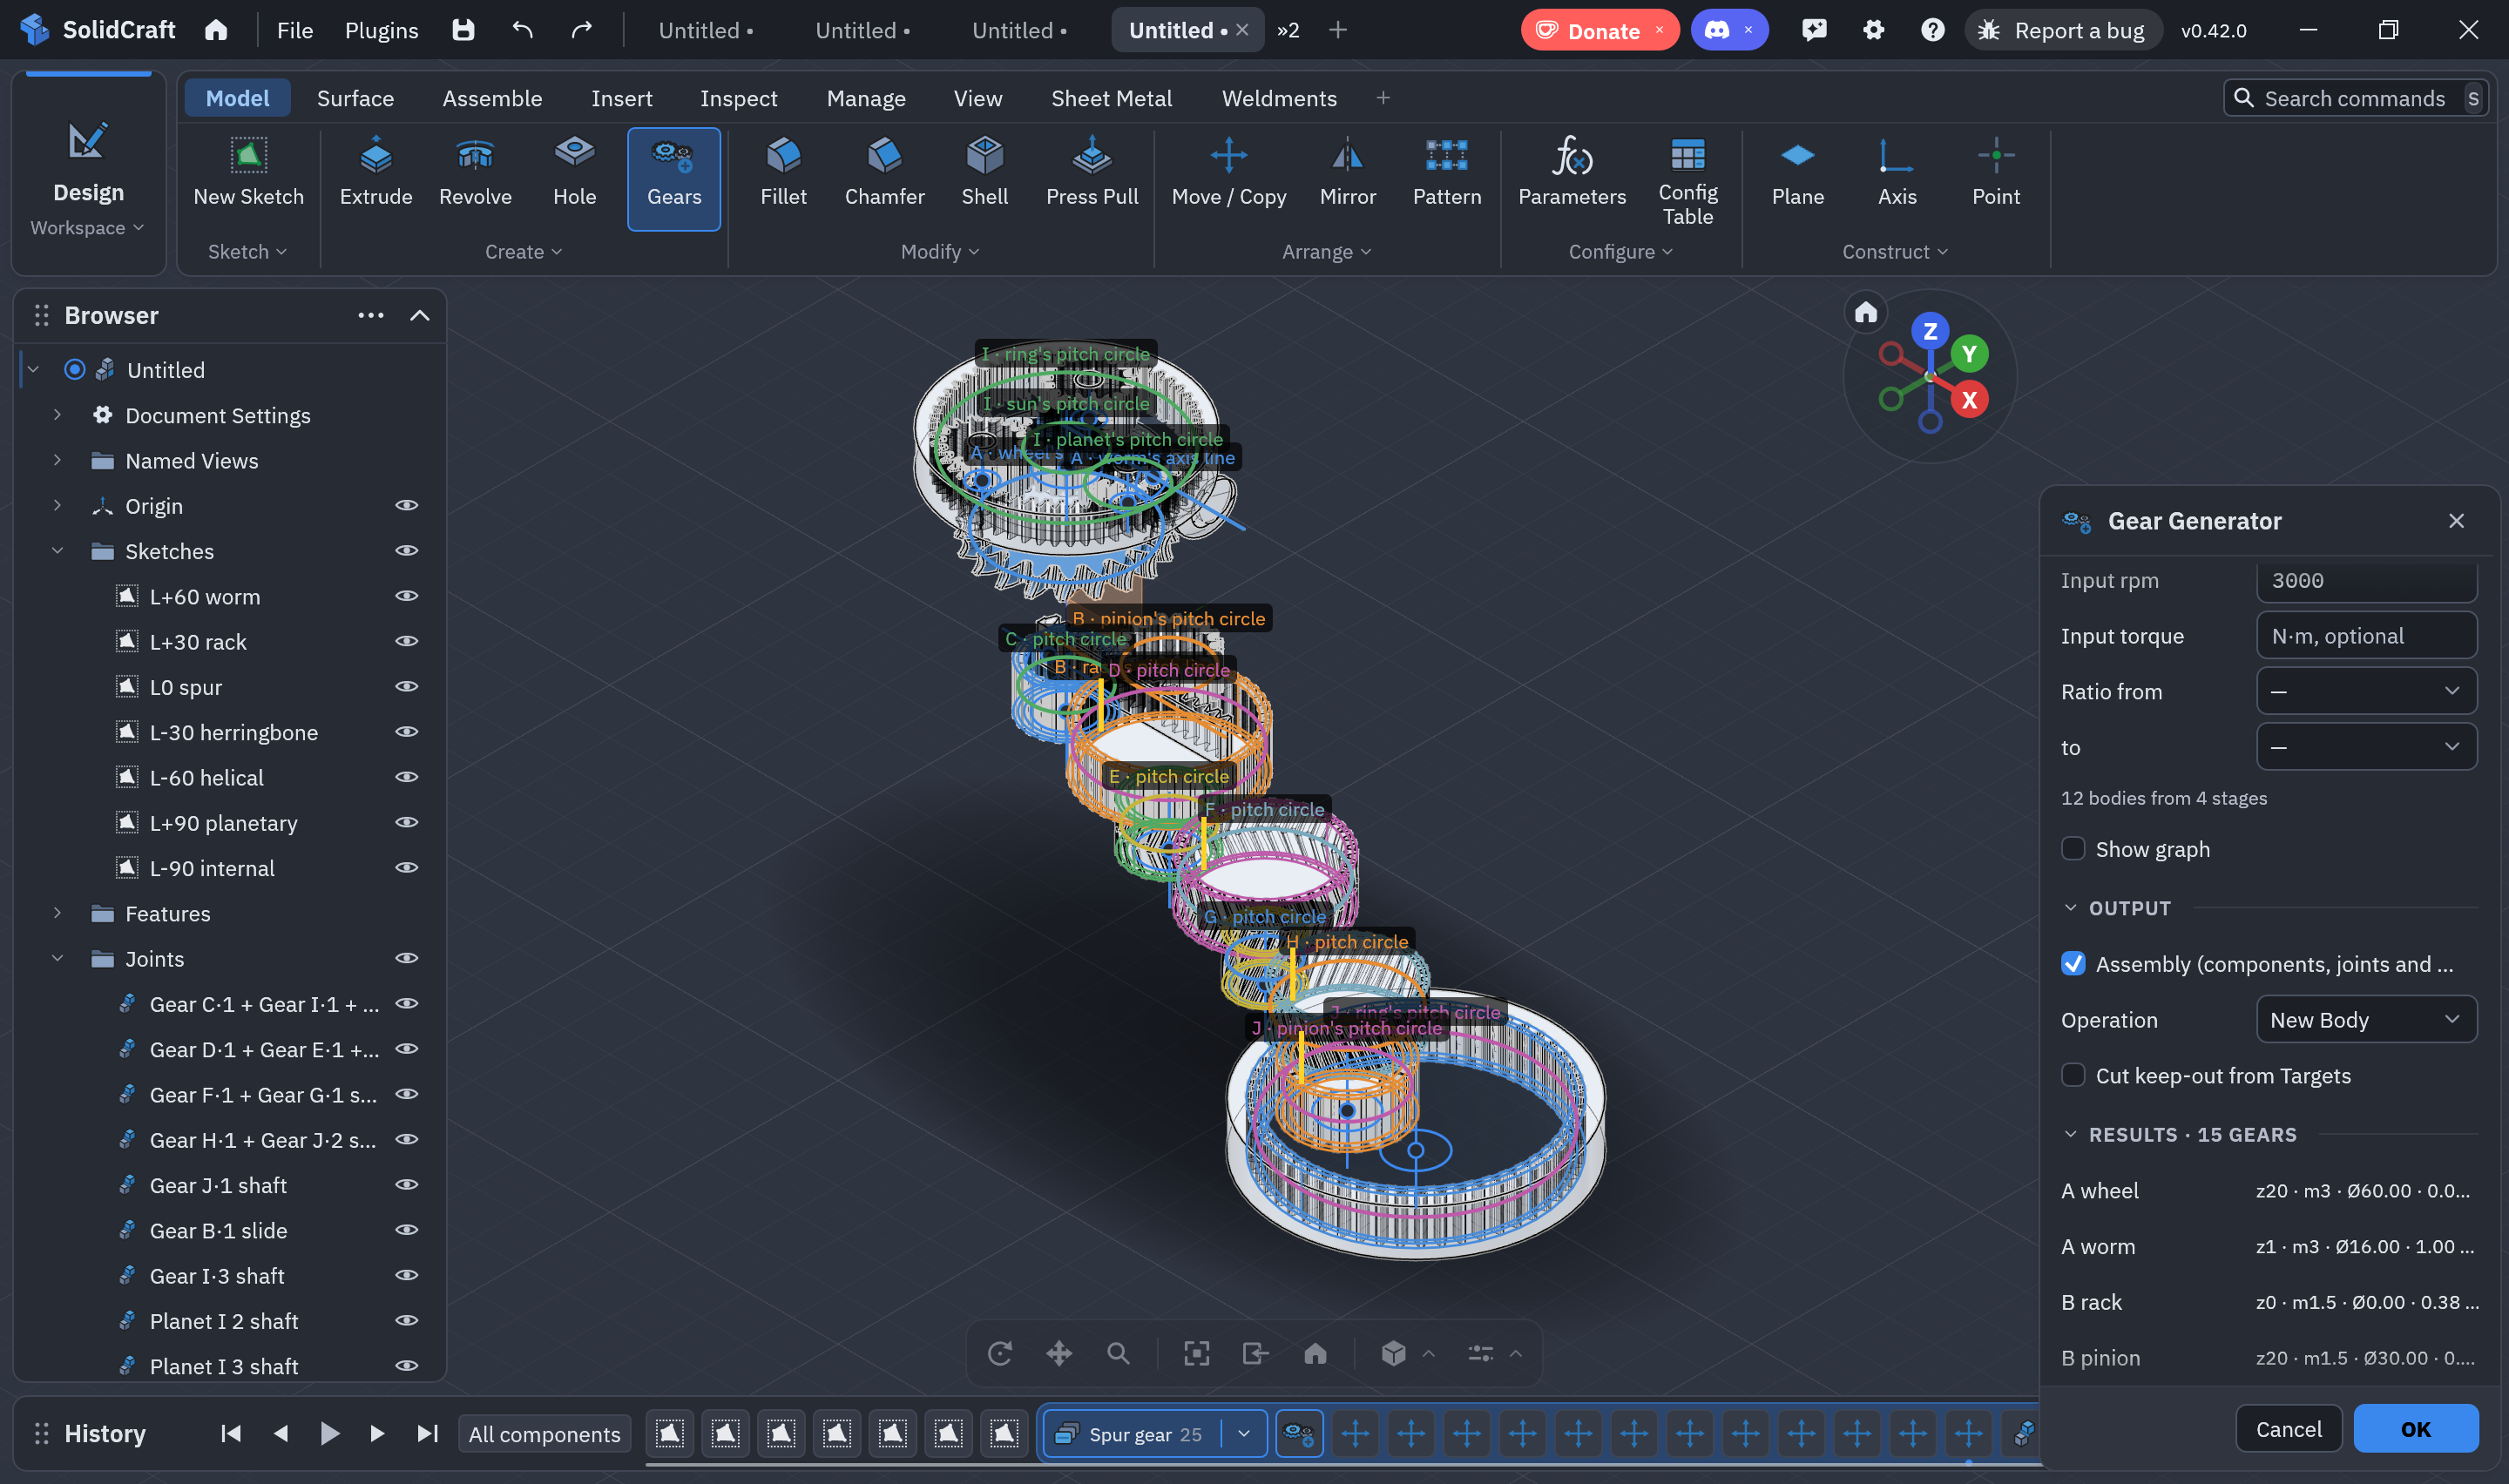 SolidCraft
File
Plugins
Untitled •
Untitled •
Untitled •
Untitled •
»2
Donate
Report a bug
v0.42.0
Design
Workspace
Model
Surface
Assemble
Insert
Inspect
Manage
View
Sheet Metal
Weldments
Search commands
S
New Sketch
Extrude
Revolve
Hole
Gears
Fillet
Chamfer
Shell
Press Pull
Move / Copy
Mirror
Pattern
Parameters
Config
Table
Plane
Axis
Point
Sketch
Create
Modify
Arrange
Configure
Construct
Browser
Untitled
Document Settings
Named Views
Origin
Sketches
L+60 worm
L+30 rack
L0 spur
L-30 herringbone
L-60 helical
L+90 planetary
L-90 internal
Features
Joints
Gear C·1 + Gear I·1 + ...
Gear D·1 + Gear E·1 +...
Gear F·1 + Gear G·1 s...
Gear H·1 + Gear J·2 s...
Gear J·1 shaft
Gear B·1 slide
Gear I·3 shaft
Planet I 2 shaft
Planet I 3 shaft
I · ring's pitch circle
I · sun's pitch circle
I · planet's pitch circle
A · wheel's
A · worm's axis line
B · pinion's pitch circle
C · pitch circle
B · ra
D · pitch circle
E · pitch circle
F · pitch circle
G · pitch circle
H · pitch circle
J · ring's pitch circle
J · pinion's pitch circle
Z
Y
X
Gear Generator
Input rpm
3000
Input torque
N·m, optional
Ratio from
—
to
—
12 bodies from 4 stages
Show graph
OUTPUT
Assembly (components, joints and ...
Operation
New Body
Cut keep-out from Targets
RESULTS · 15 GEARS
A wheel
z20 · m3 · Ø60.00 · 0.0...
A worm
z1 · m3 · Ø16.00 · 1.00 ...
B rack
z0 · m1.5 · Ø0.00 · 0.38 ...
B pinion
z20 · m1.5 · Ø30.00 · 0....
Cancel
OK
History
All components
Spur gear 25